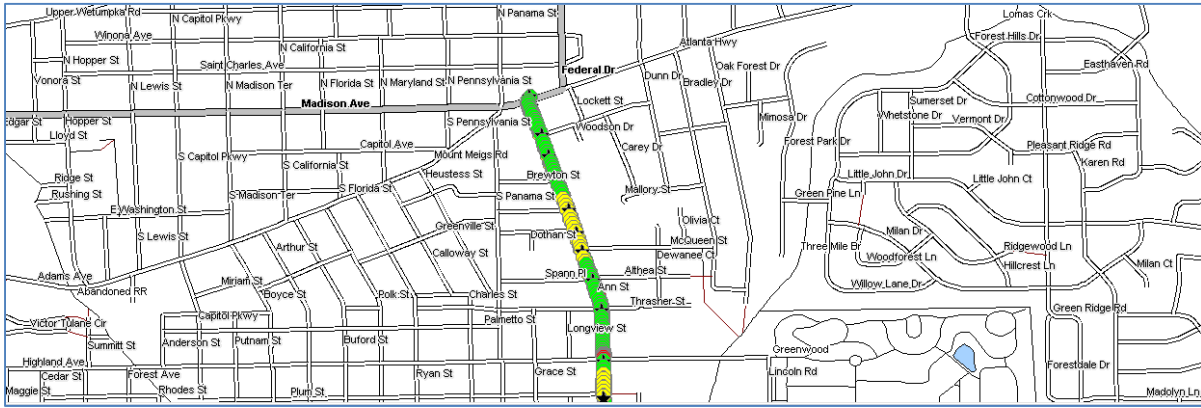 Upper Wetumpka Rd
N Capitol Pkwy
N Panama St
Lomas Crk
Winona Ave
Forest Hills Dr
Atlanta Hwy
N California St
N Hopper St
Saint Charles Ave
Easthaven Rd
Oak Forest Dr
Federal Dr
Dunn Dr
Bradley Dr
Vonora St
N Lewis St
N Madison Ter
N Florida St
N Maryland St
N Pennsylvania St
Madison Ave
Lockett St
Sumerset Dr
Cottonwood Dr
Edgar St
Hopper St
S Pennsylvania St
Woodson Dr
Mimosa Dr
Whetstone Dr
Vermont Dr
Lloyd St
Capitol Ave
Carey Dr
Forest Park Dr
Pleasant Ridge Rd
S Capitol Pkwy
Mount Meigs Rd
Karen Rd
S California St
Heustess St
Brewton St
Little John Dr
Little John Ct
Ridge St
Rushing St
S Madison Ter
S Florida St
S Panama St
Mallory St
Green Pine Ln
E Washington St
Greenville St
Olivia Ct
Milan Dr
S Lewis St
Arthur St
Dothan St
McQueen St
Three Mile Br
Ridgewood Ln
Calloway St
Dewanee Ct
Woodforest Ln
Hillcrest Ln
Milan Ct
Adams Ave
Abandoned RR
Miriam St
Spann Pl
Althea St
Willow Lane Dr
Boyce St
Polk St
Charles St
Ann St
Thrasher St
Green Ridge Rd
Victor Tulane Cir
Capitol Pkwy
Palmetto St
Longview St
Summitt St
Anderson St
Putnam St
Buford St
Greenwood
Highland Ave
Forestdale Dr
Cedar St
Forest Ave
Ryan St
Grace St
Lincoln Rd
Maggie St
Rhodes St
Plum St
Madolyn Ln